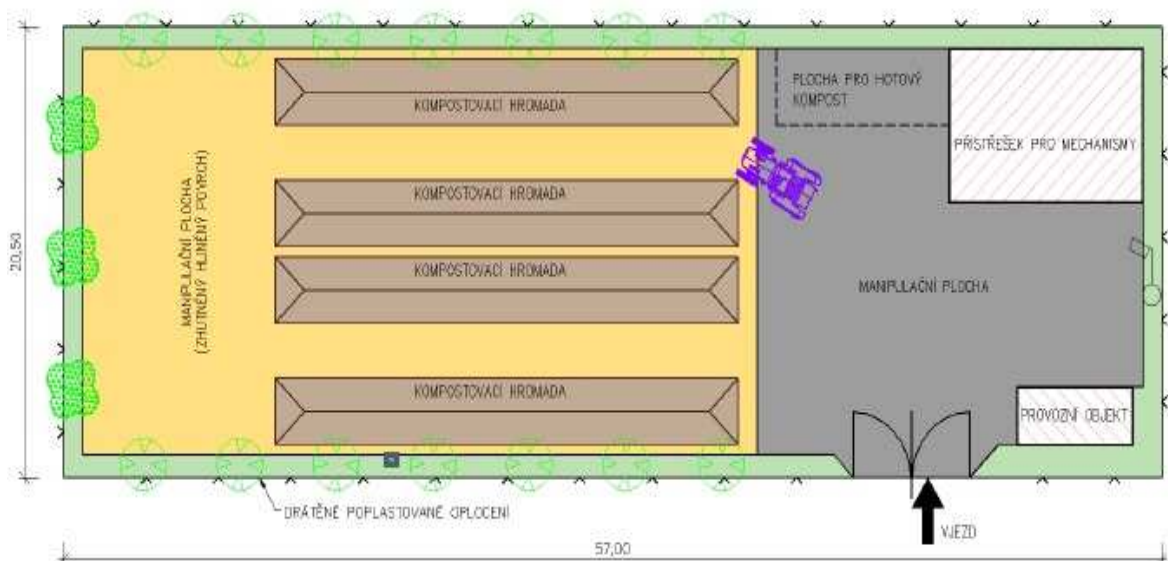 KOMPOSTOVACÍ HROMADA
PLOCHA PRO HOTOVÝ
KOMPOST
PŘÍSTŘEŠEK PRO MECHANISMY
KOMPOSTOVACÍ HROMADA
MANIPULAČNÍ PLOCHA
(ZHUTNĚNÝ HLINĚNÝ POVRCH)
20,50
KOMPOSTOVACÍ HROMADA
MANIPULAČNÍ PLOCHA
KOMPOSTOVACÍ HROMADA
PROVOZNÍ OBJEKT
DRÁTĚNÉ POPLASTOVANÉ OPLOCENÍ
VJEZD
57,00